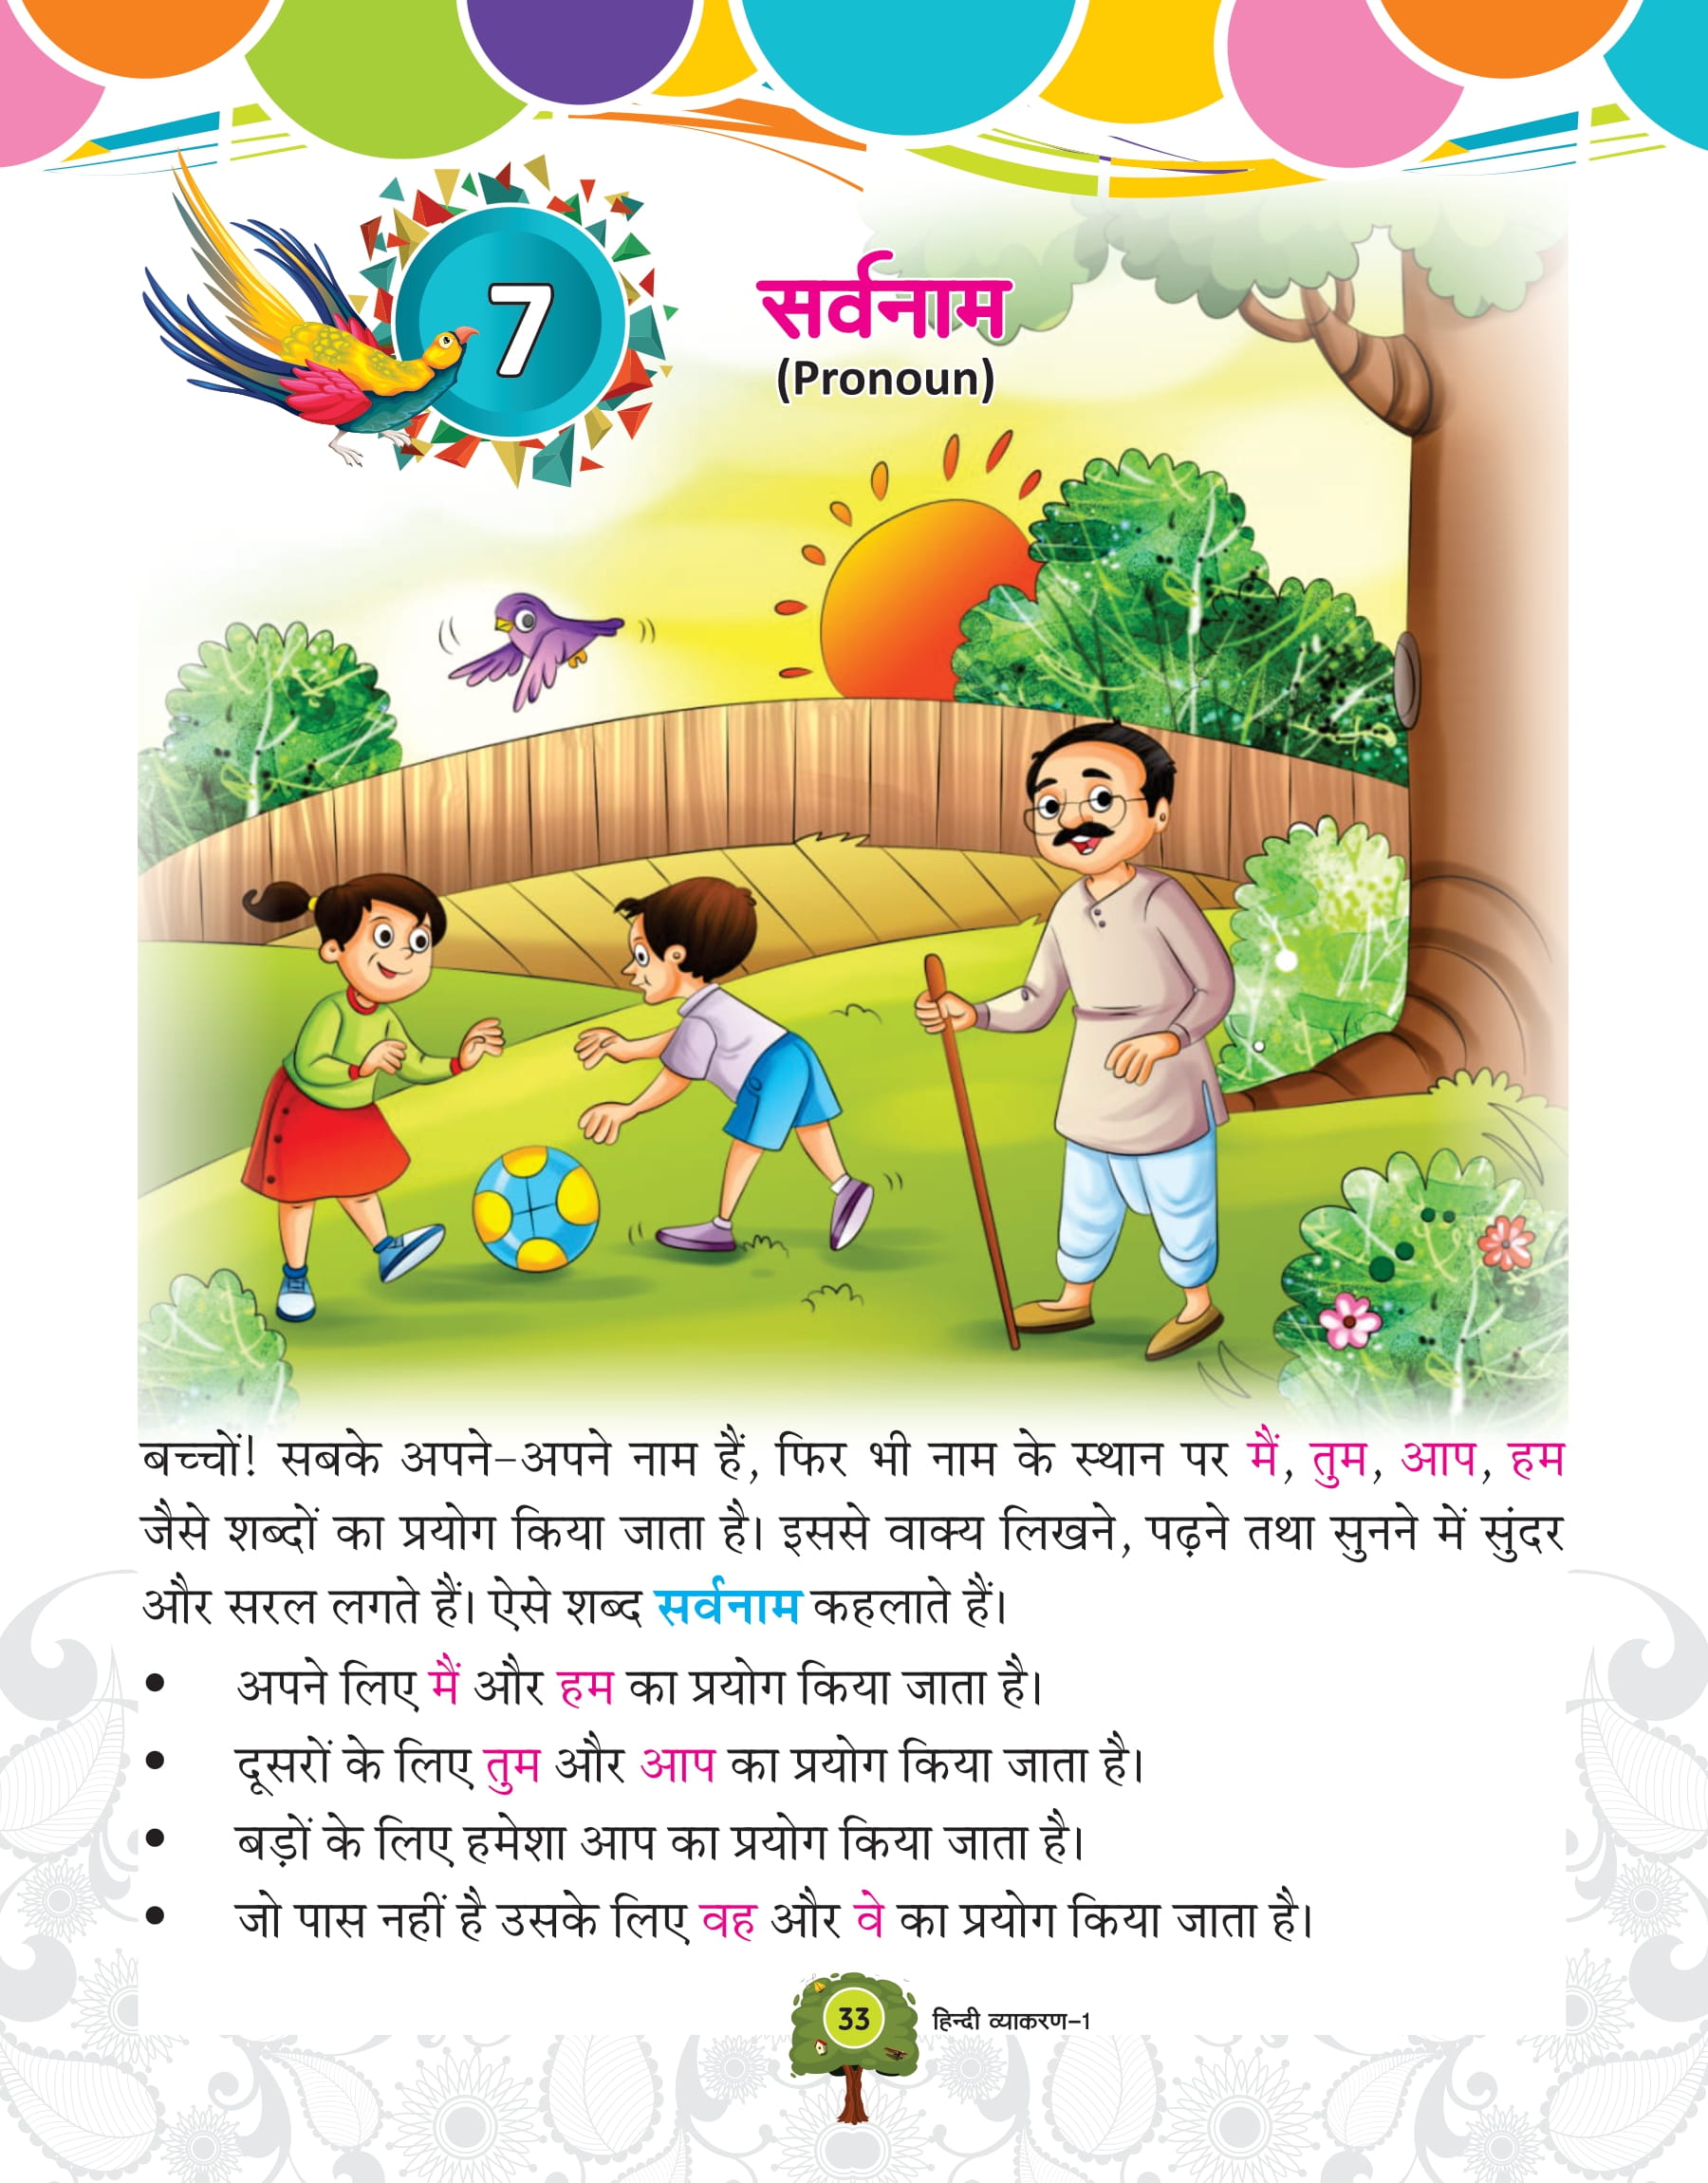 7
सर्वनाम
(Pronoun)
बच्चों! सबके अपने-अपने नाम हैं, फिर भी नाम के स्थान पर मैं, तुम, आप, हम
जैसे शब्दों का प्रयोग किया जाता है। इससे वाक्य लिखने, पढ़ने तथा सुनने में सुंदर
और सरल लगते हैं। ऐसे शब्द सर्वनाम कहलाते हैं।
• अपने लिए मैं और हम का प्रयोग किया जाता है।
• दूसरों के लिए तुम और आप का प्रयोग किया जाता है।
• बड़ों के लिए हमेशा आप का प्रयोग किया जाता है।
• जो पास नहीं है उसके लिए वह और वे का प्रयोग किया जाता है।
33 हिन्दी व्याकरण-1